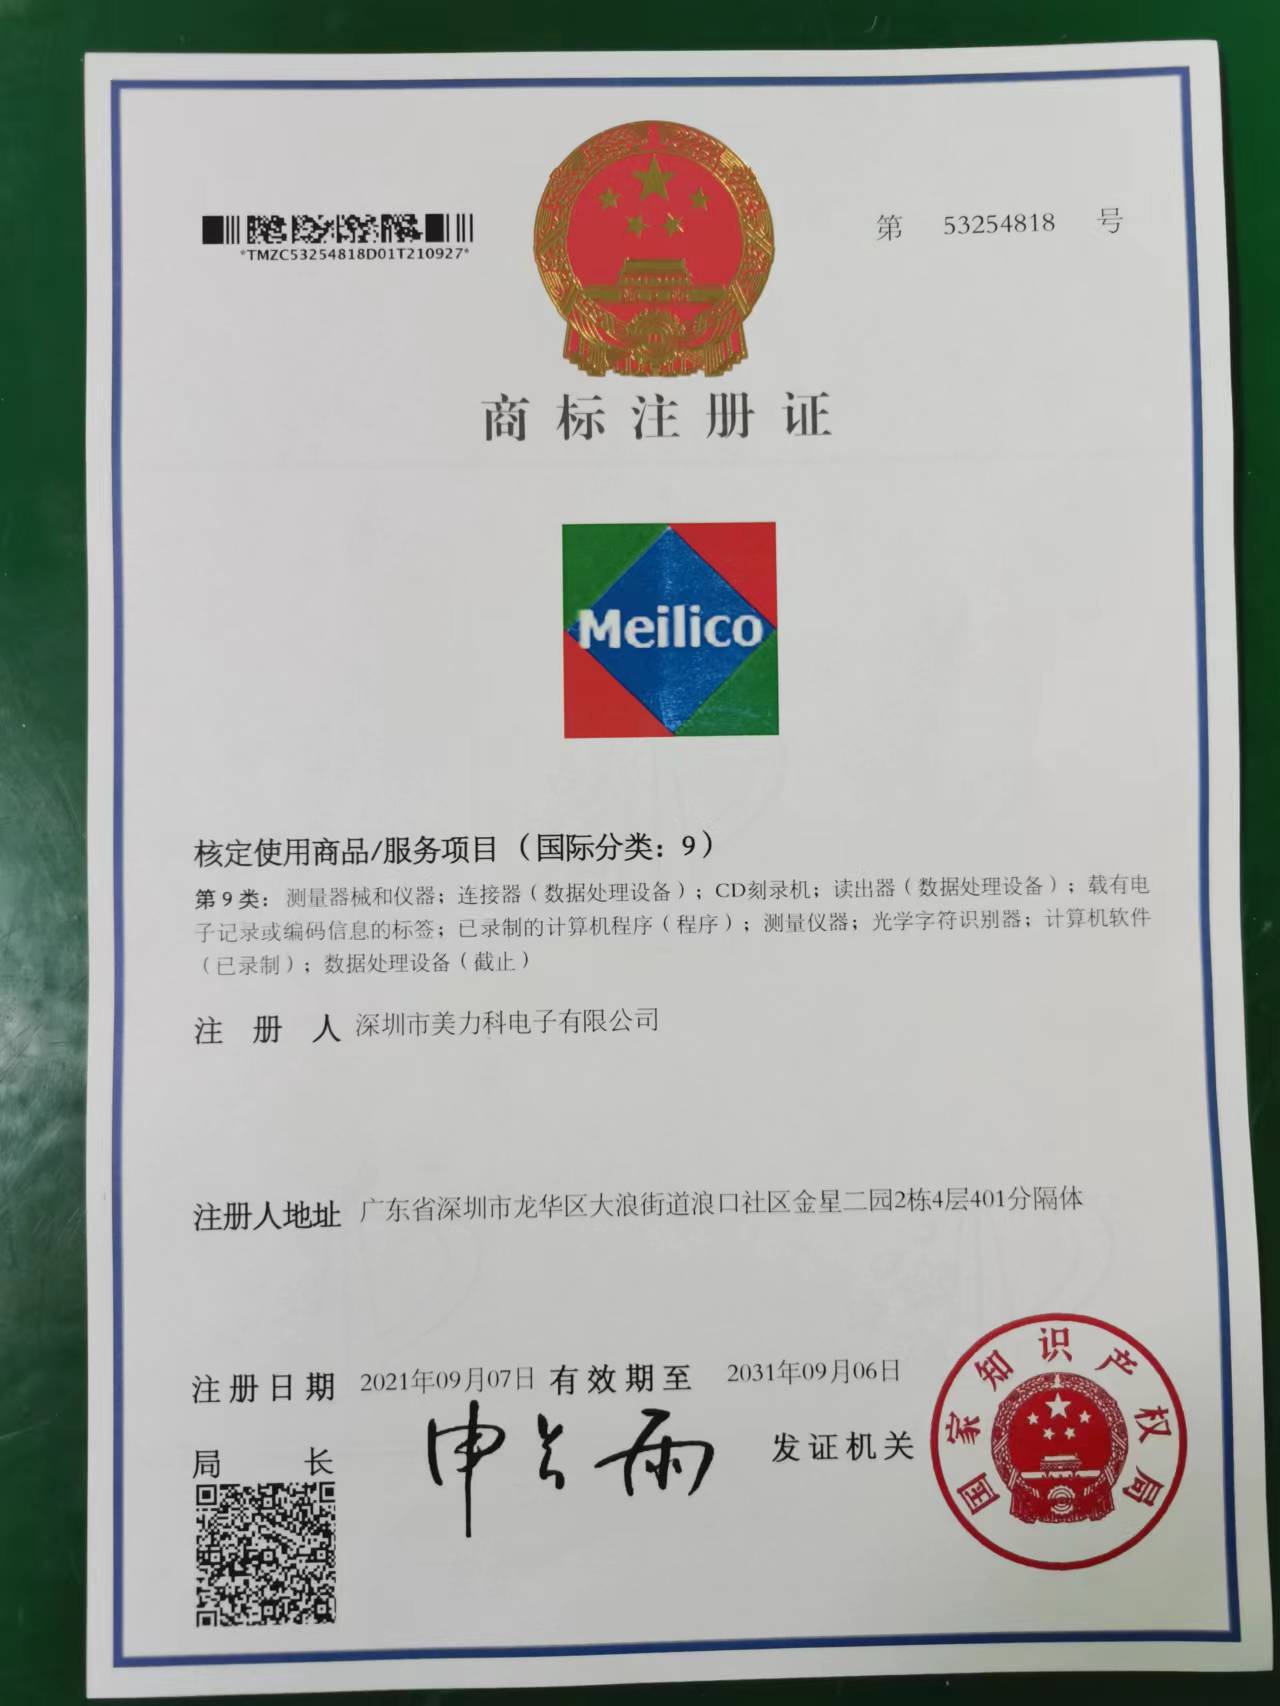 *TMZC53254818D01T210927*
第 53254818 号
商标注册证
Meilico
核定使用商品/服务项目（国际分类：9）
第9类：测量器械和仪器；连接器（数据处理设备）；CD刻录机；读出器（数据处理设备）；载有电
子记录或编码信息的标签；已录制的计算机程序（程序）；测量仪器；光学字符识别器；计算机软件
（已录制）；数据处理设备（截止）
注册人 深圳市美力科电子有限公司
注册人地址 广东省深圳市龙华区大浪街道浪口社区金星二园2栋4层401分隔体
注册日期 2021年09月07日 有效期至 2031年09月06日
局长 申长雨 发证机关
国家知识产权局